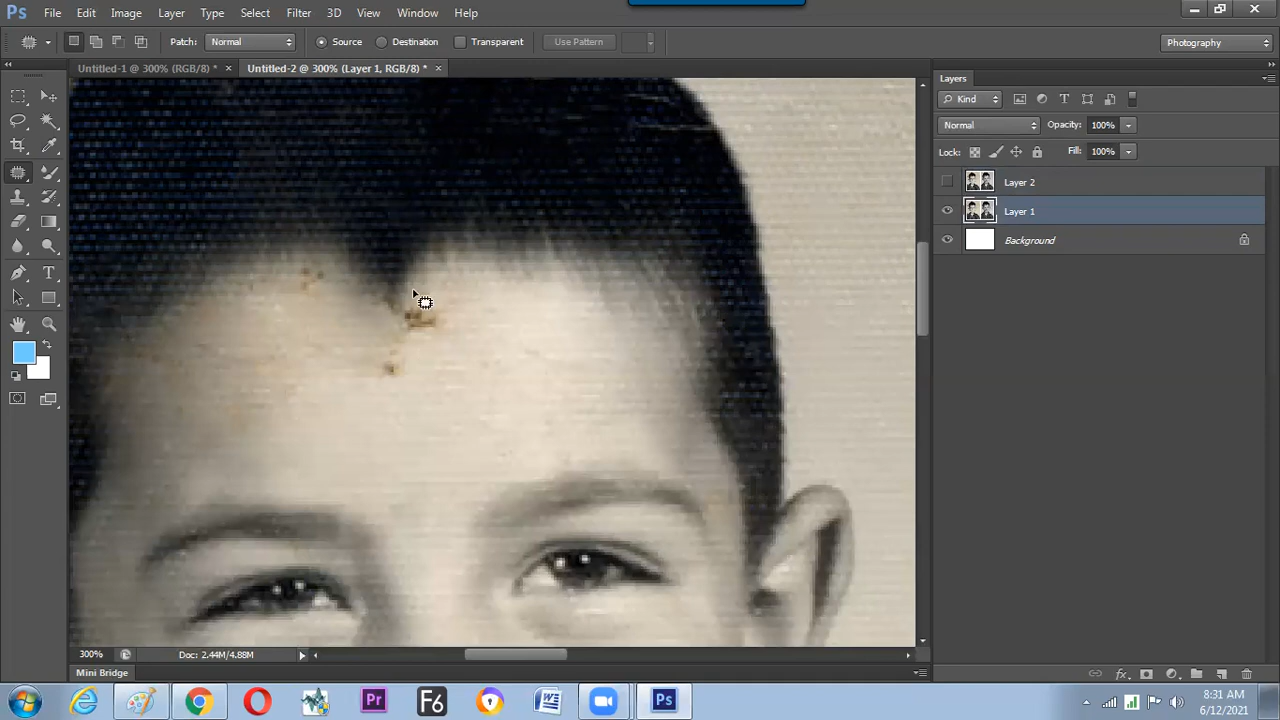 Ps File Edit Image Layer Type Select Filter 3D View Window Help
Patch: Normal Source Destination Transparent Use Pattern Photography
Untitled-1 @ 300% (RGB/8) * × Untitled-2 @ 300% (Layer 1, RGB/8) * ×
Layers
Kind
Normal Opacity: 100%
Lock: Fill: 100%
Layer 2
Layer 1
Background
300% Doc: 2.44M/4.88M
Mini Bridge
Pr F6 W Ps
8:31 AM
6/12/2021